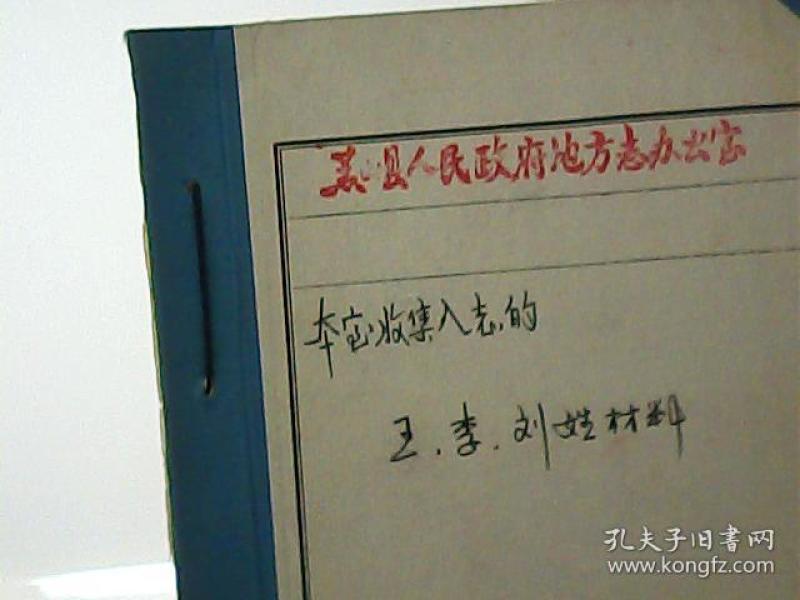 县人民政府地方志办公室
本室收集入志的
王.李.刘姓材料
孔夫子旧书网
www.kongfz.com